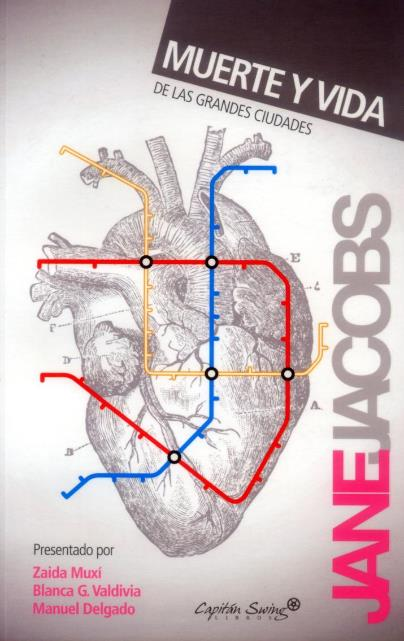 MUERTE Y VIDA
DE LAS GRANDES CIUDADES
JANE JACOBS
E
F
D
A
B
Presentado por
Zaida Muxí
Blanca G. Valdivia
Manuel Delgado
Capitán Swing
LIBROS